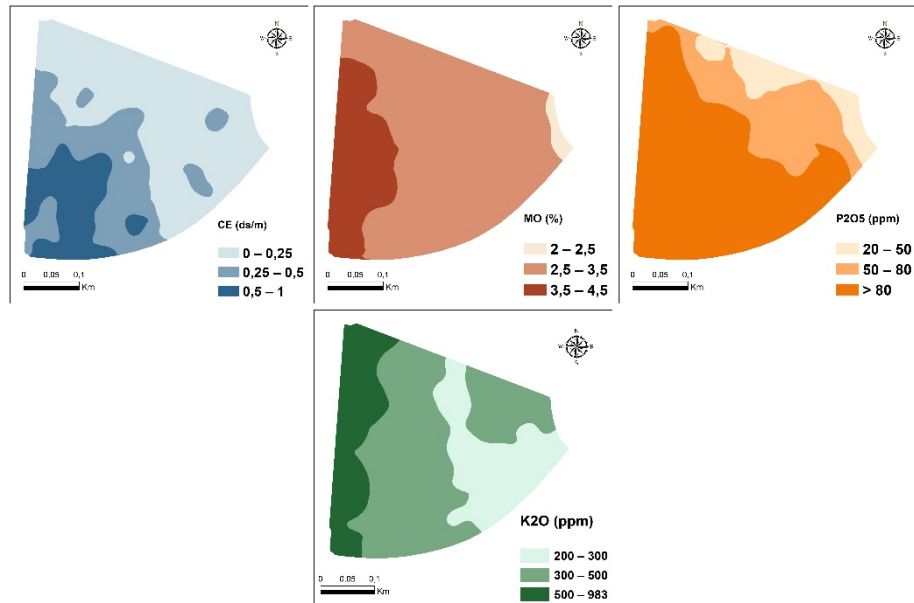 N
W E
S
CE (ds/m)
0 – 0,25
0,25 – 0,5
0,5 – 1
0 0,05 0,1
Km
N
W E
S
MO (%)
2 – 2,5
2,5 – 3,5
3,5 – 4,5
0 0,05 0,1
Km
N
W E
S
P2O5 (ppm)
20 – 50
50 – 80
> 80
0 0,05 0,1
Km
N
W E
S
K2O (ppm)
200 – 300
300 – 500
500 – 983
0 0,05 0,1
Km